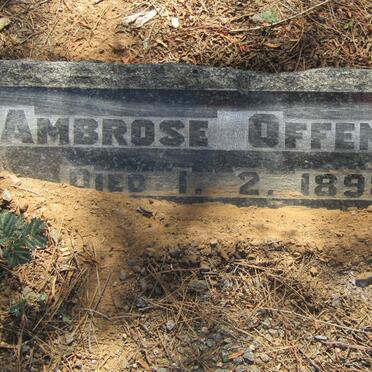 AMBROSE OFFEN
DIED 1. 2. 189